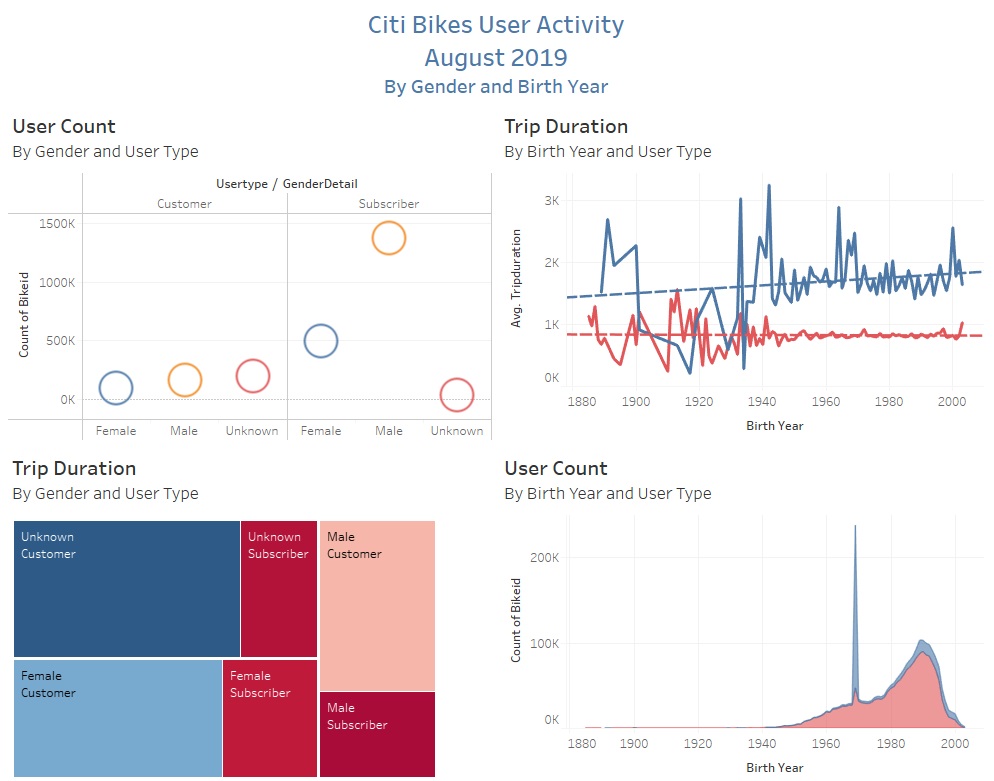 Citi Bikes User Activity
August 2019
By Gender and Birth Year
User Count
By Gender and User Type
Usertype / GenderDetail
Customer
Subscriber
Count of Bikeid
1500K
1000K
500K
0K
Female
Male
Unknown
Female
Male
Unknown
Trip Duration
By Birth Year and User Type
Avg. Tripduration
3K
2K
1K
0K
1880
1900
1920
1940
1960
1980
2000
Birth Year
Trip Duration
By Gender and User Type
Unknown
Customer
Unknown
Subscriber
Male
Customer
Female
Customer
Female
Subscriber
Male
Subscriber
User Count
By Birth Year and User Type
Count of Bikeid
200K
100K
0K
1880
1900
1920
1940
1960
1980
2000
Birth Year